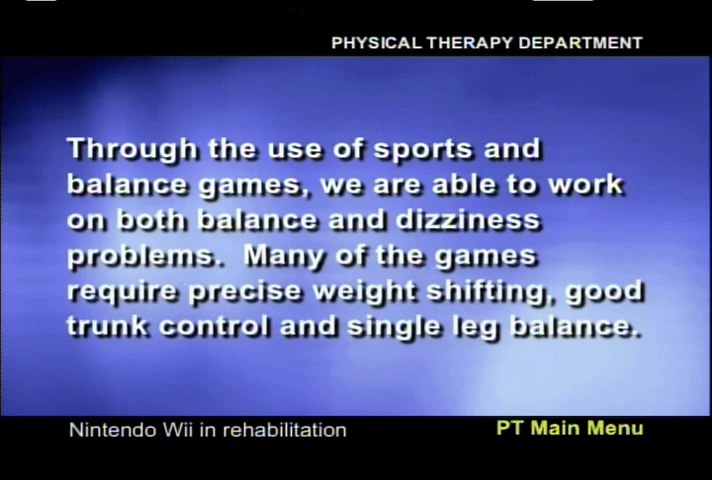 PHYSICAL THERAPY DEPARTMENT
Through the use of sports and
balance games, we are able to work
on both balance and dizziness
problems.  Many of the games
require precise weight shifting, good
trunk control and single leg balance.
Nintendo Wii in rehabilitation
PT Main Menu